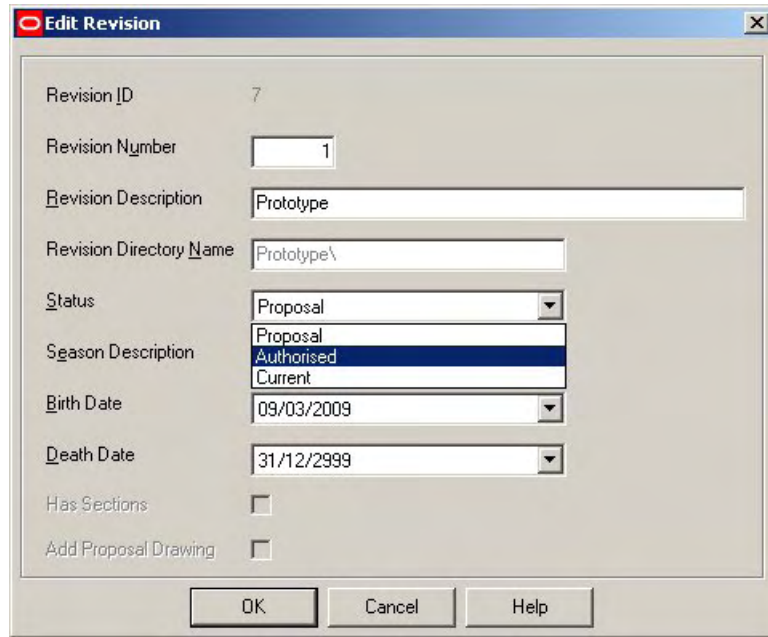 Edit Revision
Revision ID 7
Revision Number 1
Revision Description Prototype
Revision Directory Name Prototype\
Status Proposal
Proposal
Season Description Authorised
Current
Birth Date 09/03/2009
Death Date 31/12/2999
Has Sections
Add Proposal Drawing
OK Cancel Help